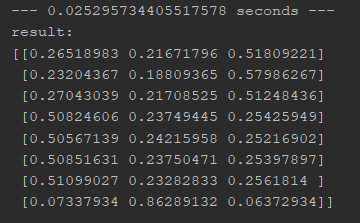 --- 0.025295734405517578 seconds ---
result:
[[0.26518983 0.21671796 0.51809221]
[0.23204367 0.18809365 0.57986267]
[0.27043039 0.21708525 0.51248436]
[0.50824606 0.23749445 0.25425949]
[0.50567139 0.24215958 0.25216902]
[0.50851631 0.23750471 0.25397897]
[0.51099027 0.23282833 0.2561814 ]
[0.07337934 0.86289132 0.06372934]]